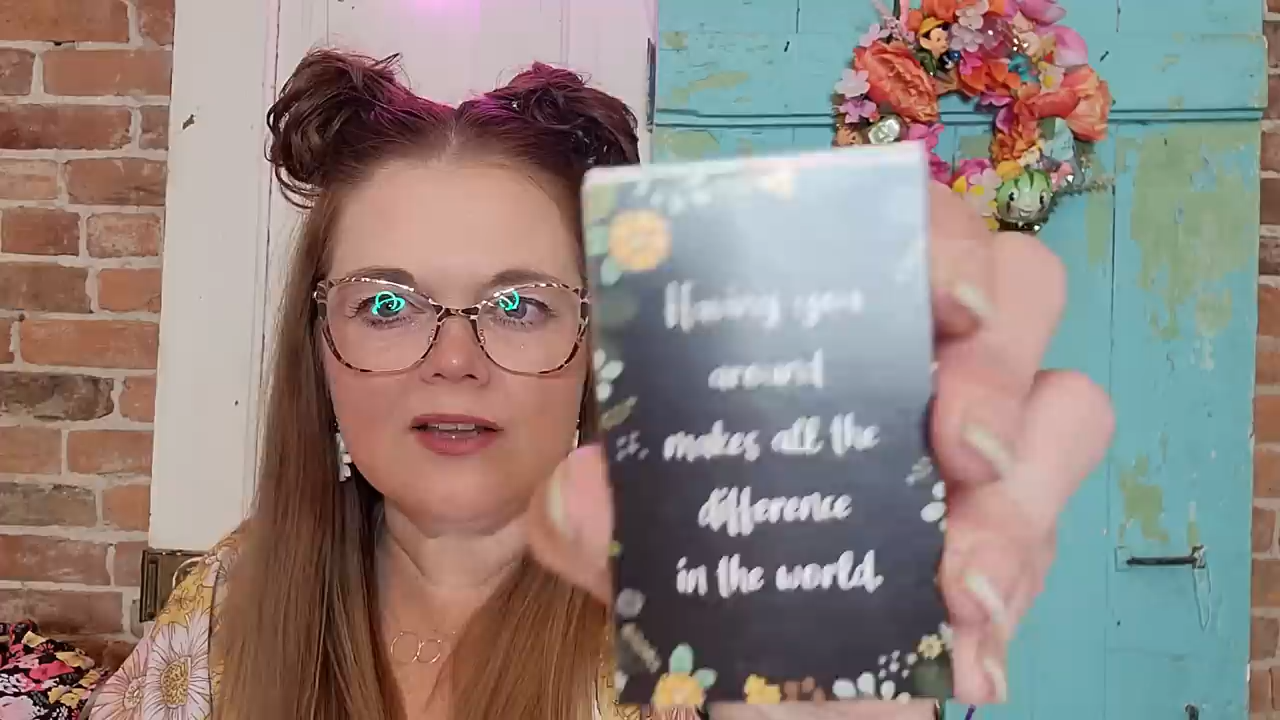 Having you
around
makes all the
difference
in the world.